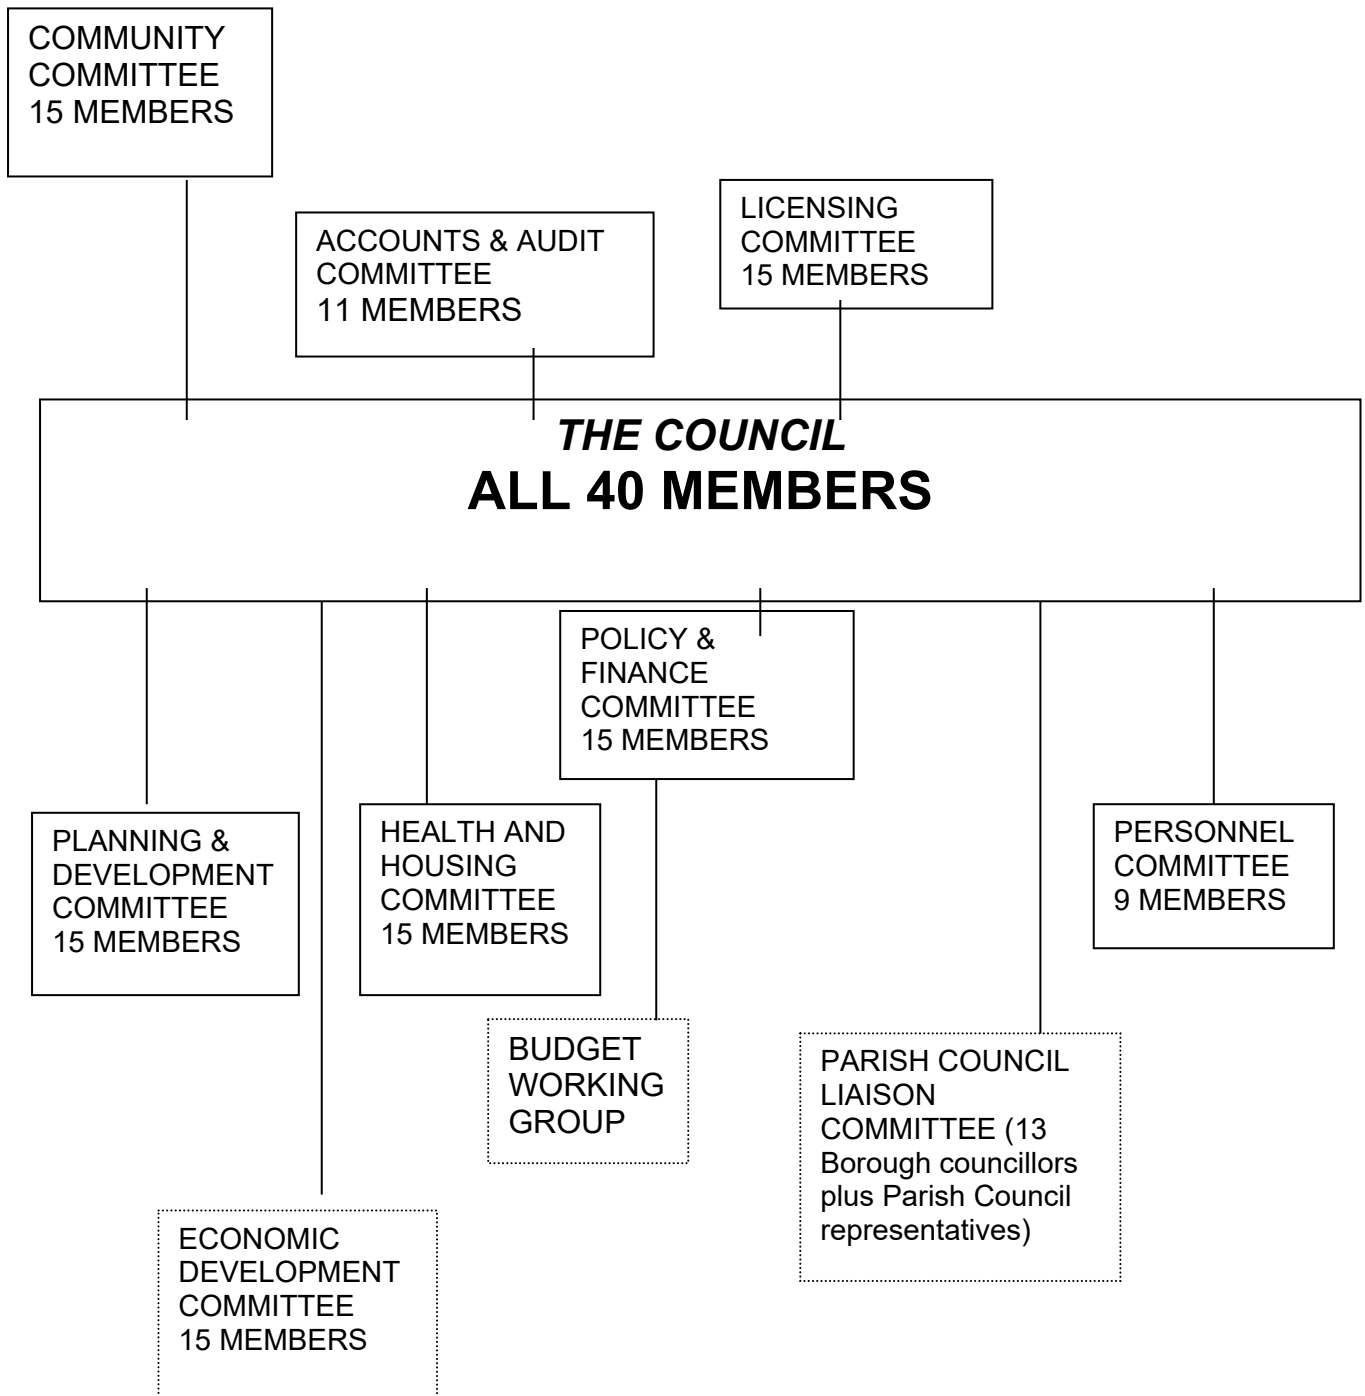 COMMUNITY
COMMITTEE
15 MEMBERS
ACCOUNTS & AUDIT
COMMITTEE
11 MEMBERS
LICENSING
COMMITTEE
15 MEMBERS
THE COUNCIL
ALL 40 MEMBERS
POLICY &
FINANCE
COMMITTEE
15 MEMBERS
PLANNING &
DEVELOPMENT
COMMITTEE
15 MEMBERS
HEALTH AND
HOUSING
COMMITTEE
15 MEMBERS
PERSONNEL
COMMITTEE
9 MEMBERS
BUDGET
WORKING
GROUP
PARISH COUNCIL
LIAISON
COMMITTEE (13
Borough councillors
plus Parish Council
representatives)
ECONOMIC
DEVELOPMENT
COMMITTEE
15 MEMBERS